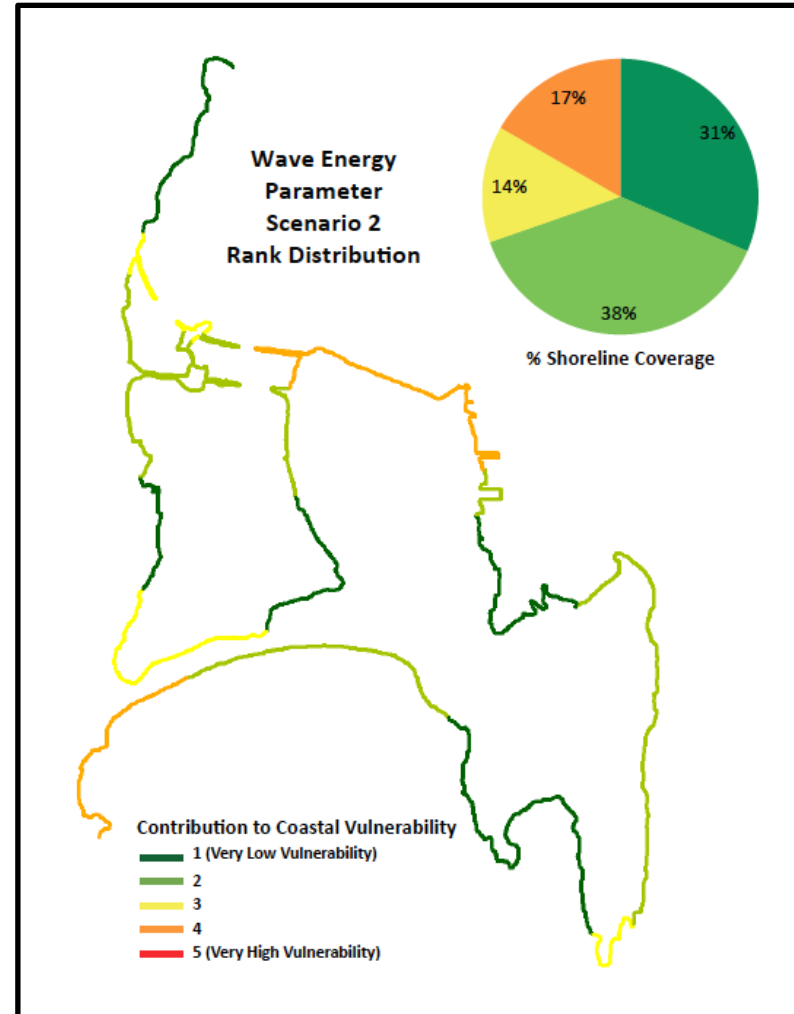 Wave Energy
Parameter
Scenario 2
Rank Distribution
17%
31%
14%
38%
% Shoreline Coverage
Contribution to Coastal Vulnerability
1 (Very Low Vulnerability)
2
3
4
5 (Very High Vulnerability)